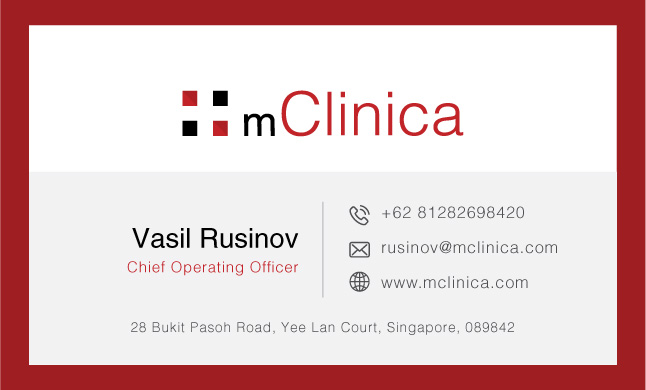 mClinica
Vasil Rusinov
Chief Operating Officer
+62 81282698420
rusinov@mclinica.com
www.mclinica.com
28 Bukit Pasoh Road, Yee Lan Court, Singapore, 089842